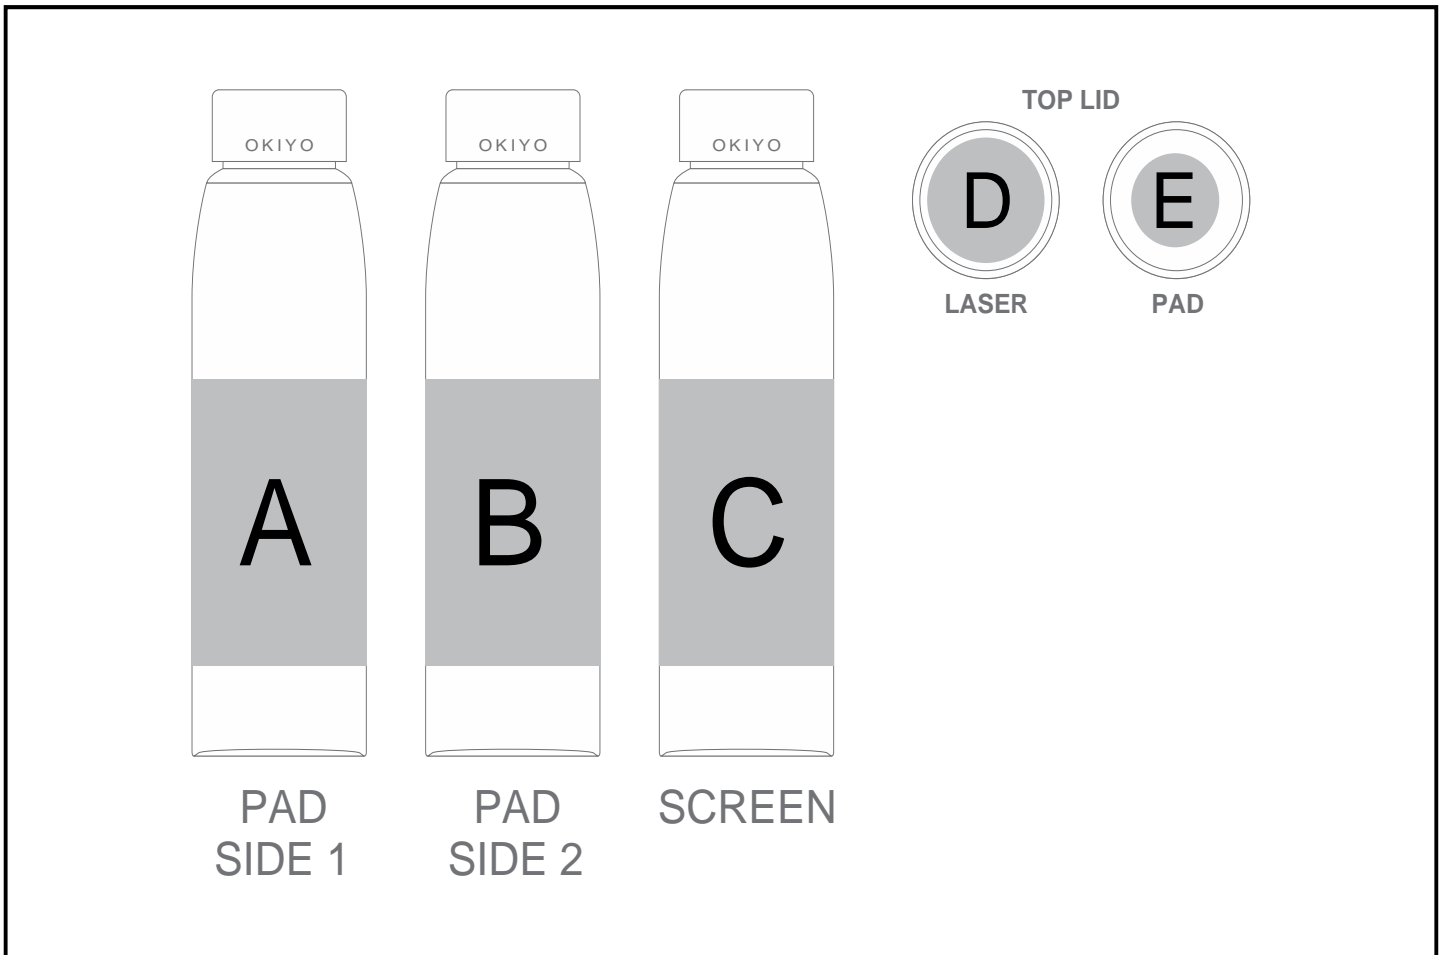 OKIYO
OKIYO
OKIYO
TOP LID
D
E
LASER
PAD
A
B
C
PAD
SIDE 1
PAD
SIDE 2
SCREEN